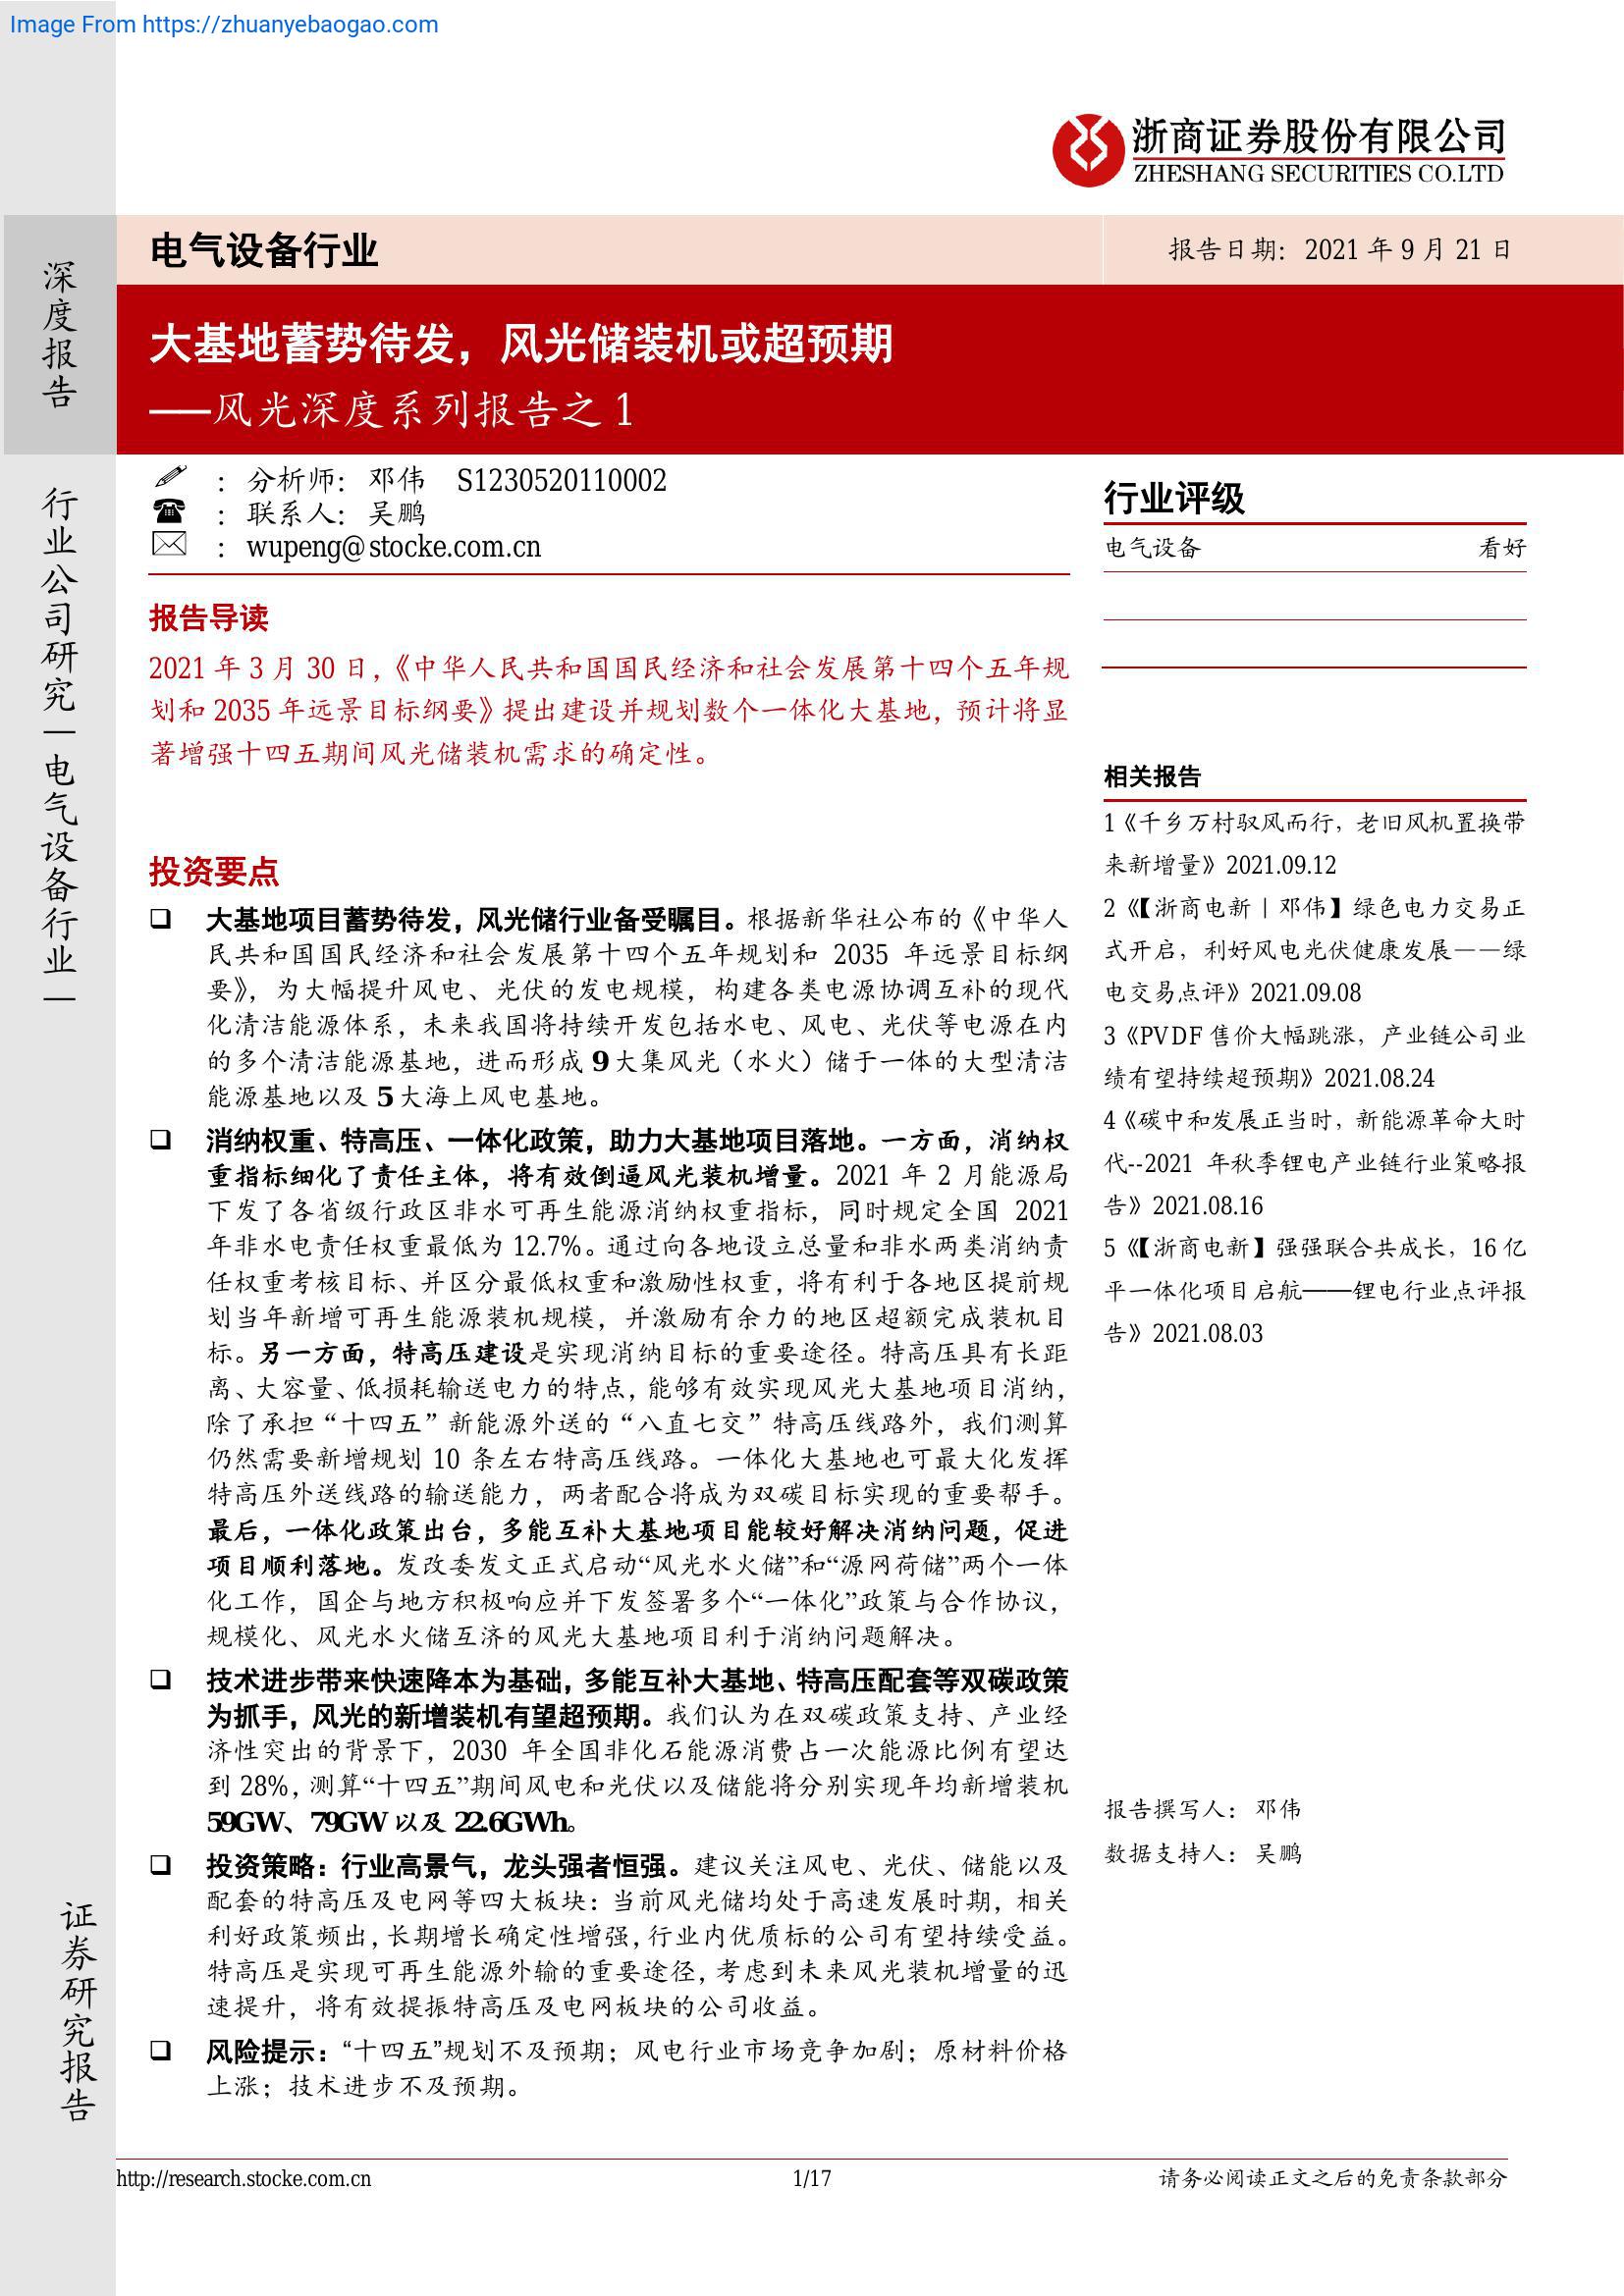 Image From https://zhuanyebaogao.com
浙商证券股份有限公司
ZHESHANG SECURITIES CO.LTD
深度报告
电气设备行业
报告日期：2021 年 9 月 21 日
大基地蓄势待发，风光储装机或超预期
——风光深度系列报告之 1
行业公司研究｜电气设备行业｜
：分析师：邓伟 S1230520110002
：联系人：吴鹏
：wupeng@stocke.com.cn
报告导读
2021 年 3 月 30 日，《中华人民共和国国民经济和社会发展第十四个五年规
划和 2035 年远景目标纲要》提出建设并规划数个一体化大基地，预计将显
著增强十四五期间风光储装机需求的确定性。
投资要点
❑ 大基地项目蓄势待发，风光储行业备受瞩目。根据新华社公布的《中华人
民共和国国民经济和社会发展第十四个五年规划和 2035 年远景目标纲
要》，为大幅提升风电、光伏的发电规模，构建各类电源协调互补的现代
化清洁能源体系，未来我国将持续开发包括水电、风电、光伏等电源在内
的多个清洁能源基地，进而形成 9 大集风光（水火）储于一体的大型清洁
能源基地以及 5 大海上风电基地。
❑ 消纳权重、特高压、一体化政策，助力大基地项目落地。一方面，消纳权
重指标细化了责任主体，将有效倒逼风光装机增量。2021 年 2 月能源局
下发了各省级行政区非水可再生能源消纳权重指标，同时规定全国 2021
年非水电责任权重最低为 12.7%。通过向各地设立总量和非水两类消纳责
任权重考核目标、并区分最低权重和激励性权重，将有利于各地区提前规
划当年新增可再生能源装机规模，并激励有余力的地区超额完成装机目
标。另一方面，特高压建设是实现消纳目标的重要途径。特高压具有长距
离、大容量、低损耗输送电力的特点，能够有效实现风光大基地项目消纳，
除了承担“十四五”新能源外送的“八直七交”特高压线路外，我们测算
仍然需要新增规划 10 条左右特高压线路。一体化大基地也可最大化发挥
特高压外送线路的输送能力，两者配合将成为双碳目标实现的重要帮手。
最后，一体化政策出台，多能互补大基地项目能较好解决消纳问题，促进
项目顺利落地。发改委发文正式启动“风光水火储”和“源网荷储”两个一体
化工作，国企与地方积极响应并下发签署多个“一体化”政策与合作协议，
规模化、风光水火储互济的风光大基地项目利于消纳问题解决。
❑ 技术进步带来快速降本为基础，多能互补大基地、特高压配套等双碳政策
为抓手，风光的新增装机有望超预期。我们认为在双碳政策支持、产业经
济性突出的背景下，2030 年全国非化石能源消费占一次能源比例有望达
到 28%，测算“十四五”期间风电和光伏以及储能将分别实现年均新增装机
59GW、79GW 以及 22.6GWh。
❑ 投资策略：行业高景气，龙头强者恒强。建议关注风电、光伏、储能以及
配套的特高压及电网等四大板块：当前风光储均处于高速发展时期，相关
利好政策频出，长期增长确定性增强，行业内优质标的公司有望持续受益。
特高压是实现可再生能源外输的重要途径，考虑到未来风光装机增量的迅
速提升，将有效提振特高压及电网板块的公司收益。
❑ 风险提示：“十四五”规划不及预期；风电行业市场竞争加剧；原材料价格
上涨；技术进步不及预期。
行业评级
电气设备 看好
相关报告
1《千乡万村驭风而行，老旧风机置换带
来新增量》2021.09.12
2《【浙商电新｜邓伟】绿色电力交易正
式开启，利好风电光伏健康发展——绿
电交易点评》2021.09.08
3《PVDF 售价大幅跳涨，产业链公司业
绩有望持续超预期》2021.08.24
4《碳中和发展正当时，新能源革命大时
代--2021 年秋季锂电产业链行业策略报
告》2021.08.16
5《【浙商电新】强强联合共成长，16 亿
平一体化项目启航——锂电行业点评报
告》2021.08.03
报告撰写人：邓伟
数据支持人：吴鹏
证券研究报告
http://research.stocke.com.cn
1/17
请务必阅读正文之后的免责条款部分